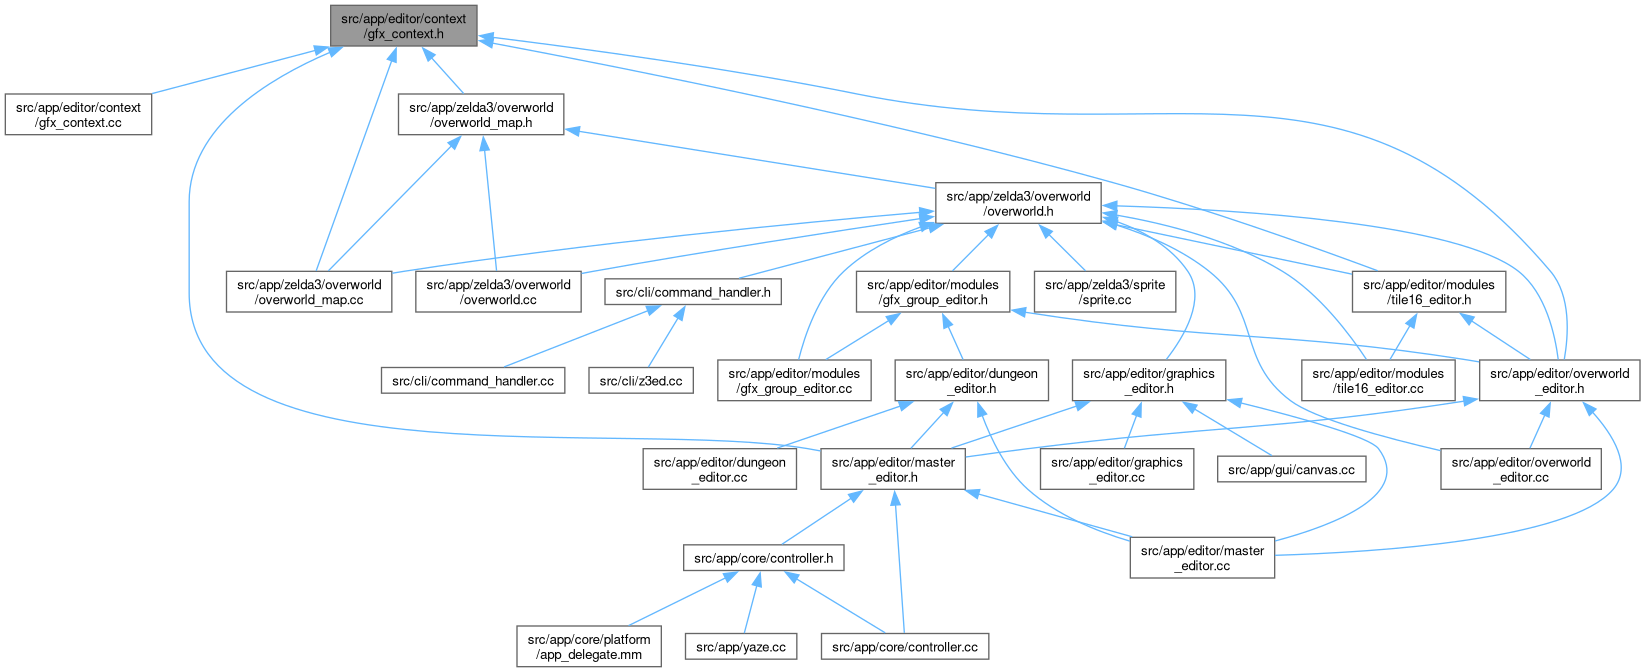 src/app/editor/context
/gfx_context.h
src/app/editor/context
/gfx_context.cc
src/app/zelda3/overworld
/overworld_map.h
src/app/zelda3/overworld
/overworld.h
src/app/zelda3/overworld
/overworld_map.cc
src/app/zelda3/overworld
/overworld.cc
src/cli/command_handler.h
src/app/editor/modules
/gfx_group_editor.h
src/app/zelda3/sprite
/sprite.cc
src/app/editor/modules
/tile16_editor.h
src/cli/command_handler.cc
src/cli/z3ed.cc
src/app/editor/modules
/gfx_group_editor.cc
src/app/editor/dungeon
_editor.h
src/app/editor/graphics
_editor.h
src/app/editor/modules
/tile16_editor.cc
src/app/editor/overworld
_editor.h
src/app/editor/dungeon
_editor.cc
src/app/editor/master
_editor.h
src/app/editor/graphics
_editor.cc
src/app/gui/canvas.cc
src/app/editor/overworld
_editor.cc
src/app/core/controller.h
src/app/editor/master
_editor.cc
src/app/core/platform
/app_delegate.mm
src/app/yaze.cc
src/app/core/controller.cc